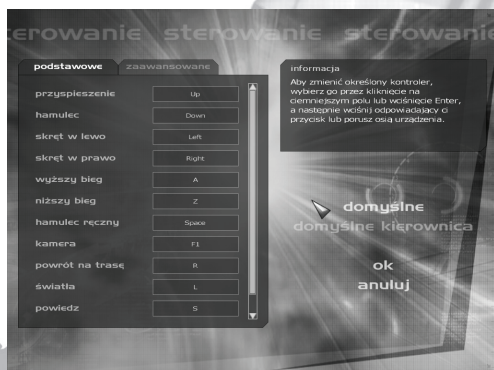 sterowanie sterowanie sterowanie
podstawowe zaawansowane
przyspieszenie Up
hamulec Down
skręt w lewo Left
skręt w prawo Right
wyższy bieg A
niższy bieg Z
hamulec ręczny Space
kamera F1
powrót na trasę R
światła L
powiedz S
informacja
Aby zmienić określony kontroler,
wybierz go przez kliknięcie na
ciemniejszym polu lub wciśnięcie Enter,
a następnie wciśnij odpowiadający ci
przycisk lub porusz osią urządzenia.
domyślne
domyślne kierownica
ok
anuluj